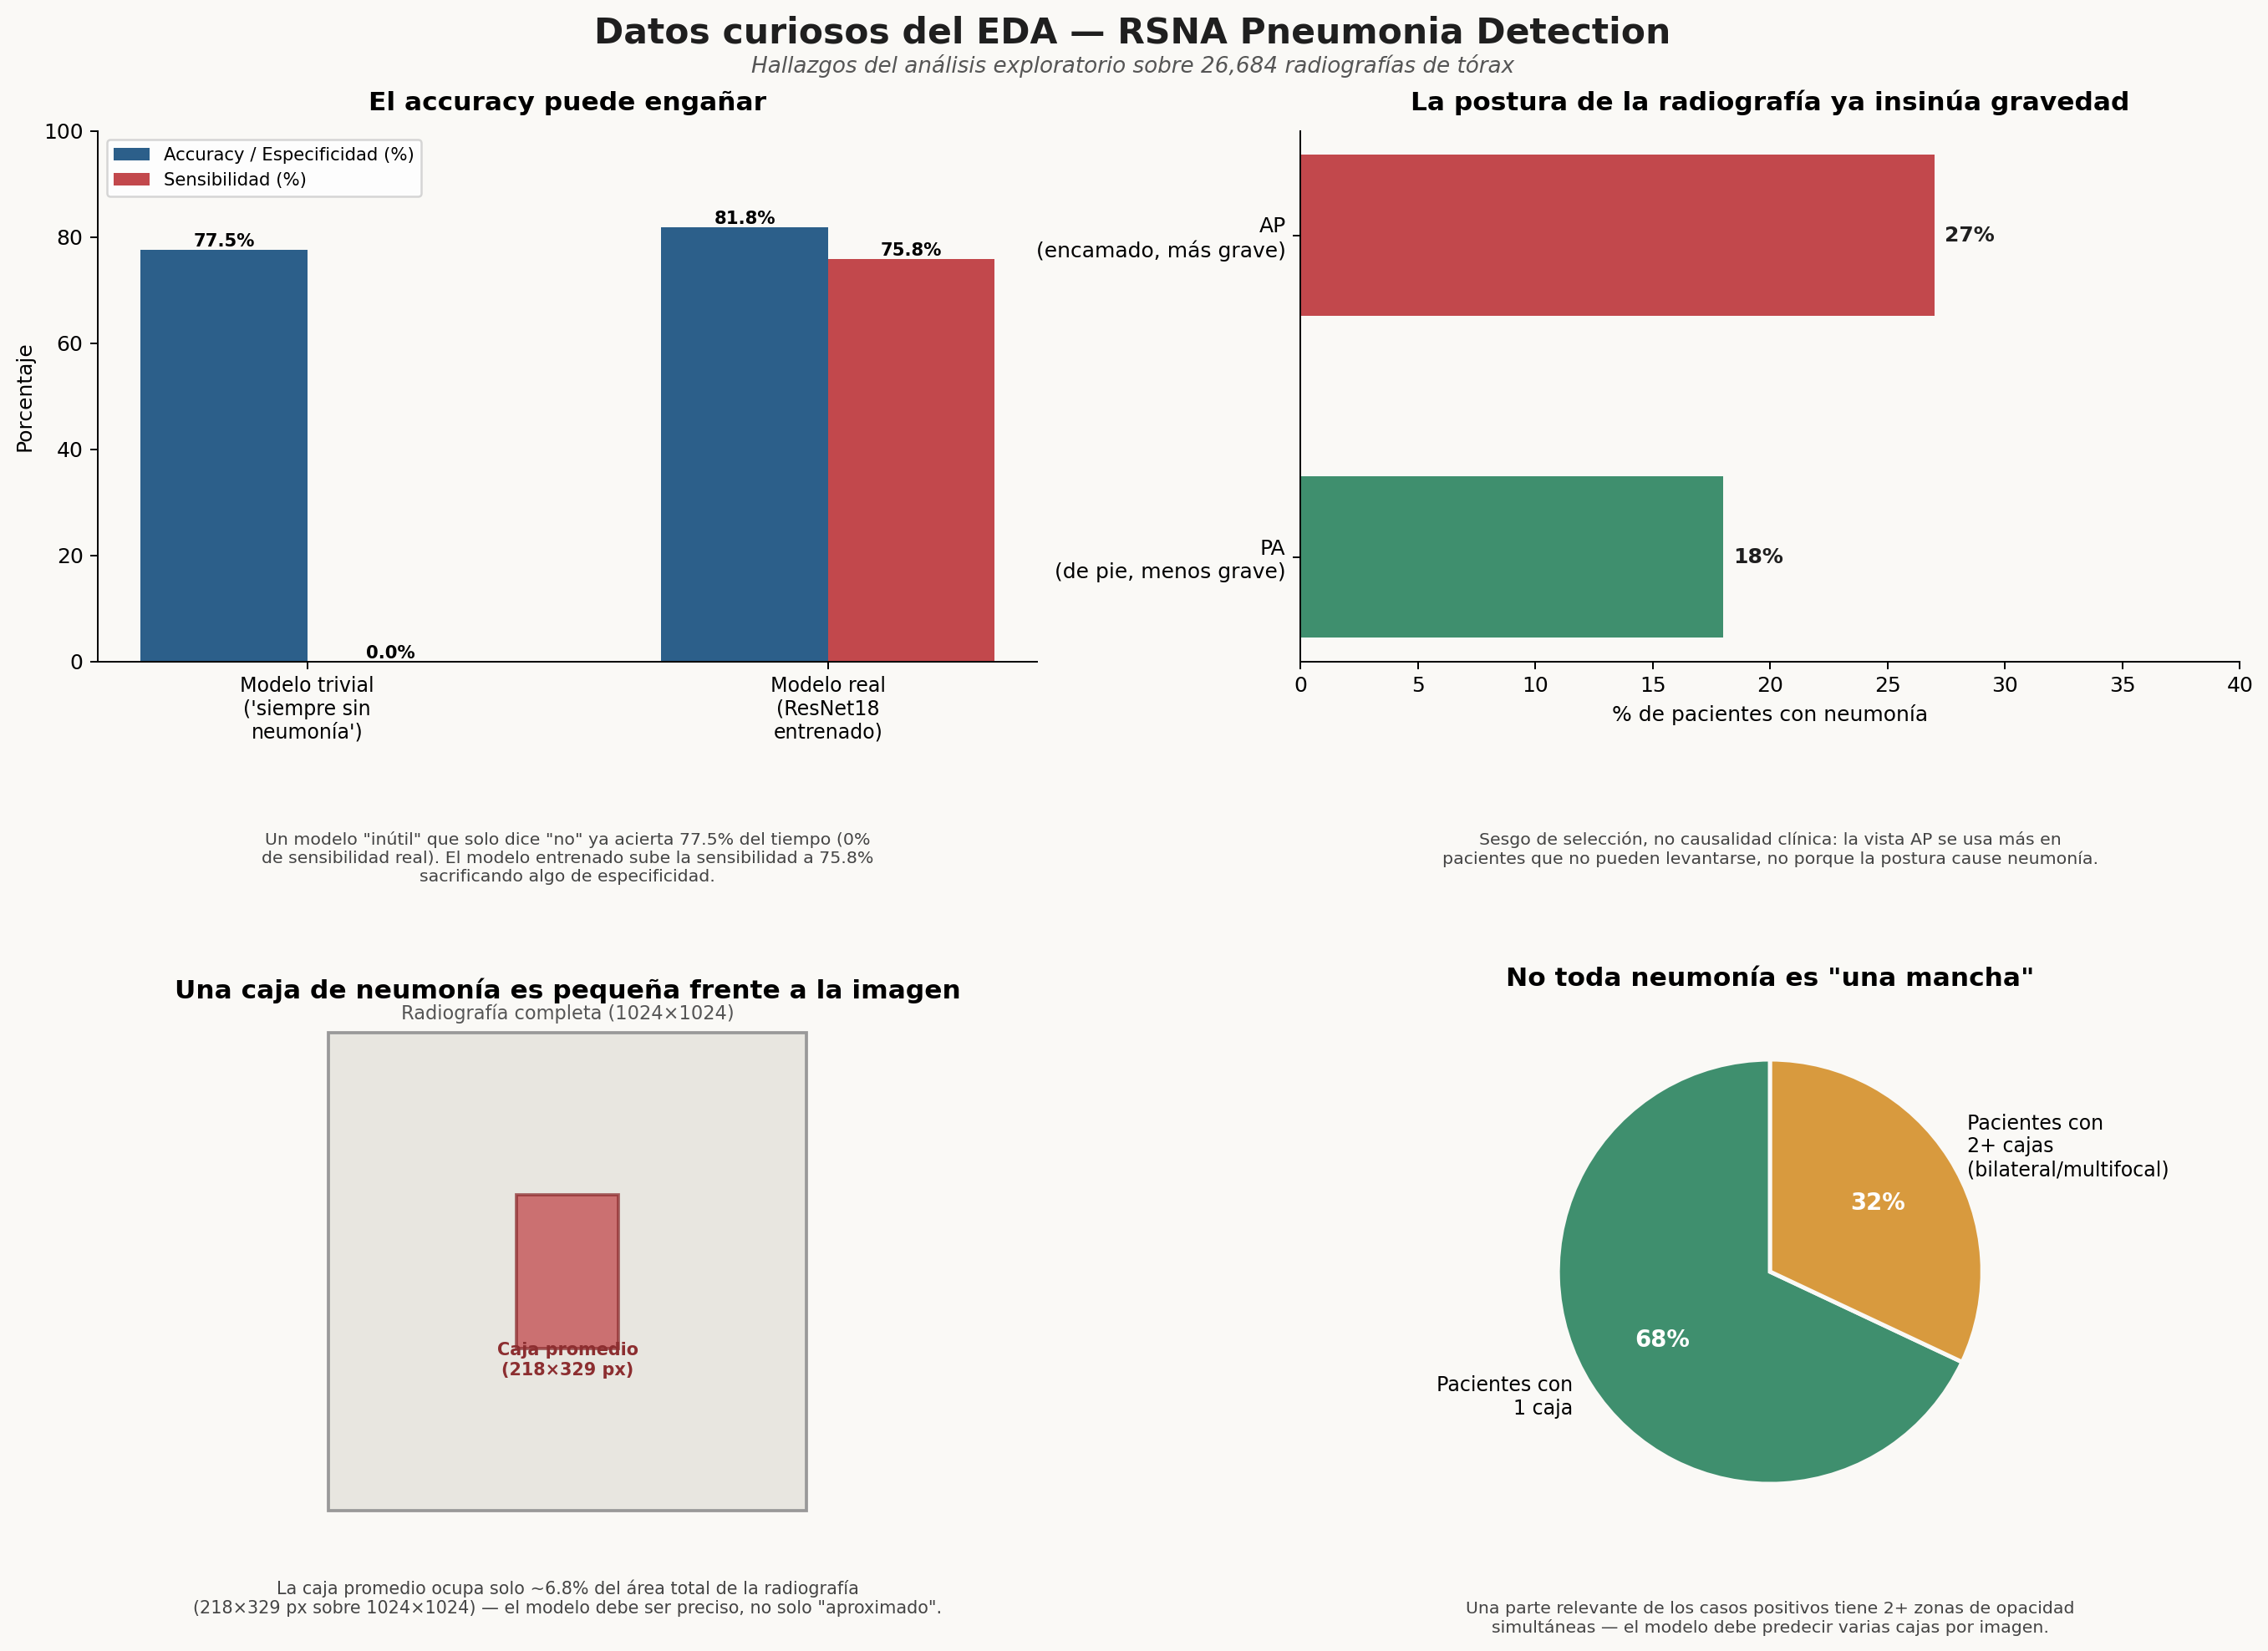 Datos curiosos del EDA — RSNA Pneumonia Detection
Hallazgos del análisis exploratorio sobre 26,684 radiografías de tórax
El accuracy puede engañar
100
80
60
40
20
0
Porcentaje
Accuracy / Especificidad (%)
Sensibilidad (%)
77.5%
0.0%
81.8%
75.8%
Modelo trivial
('siempre sin
neumonía')
Modelo real
(ResNet18
entrenado)
Un modelo "inútil" que solo dice "no" ya acierta 77.5% del tiempo (0%
de sensibilidad real). El modelo entrenado sube la sensibilidad a 75.8%
sacrificando algo de especificidad.
La postura de la radiografía ya insinúa gravedad
AP
(encamado, más grave)
27%
PA
(de pie, menos grave)
18%
0 5 10 15 20 25 30 35 40
% de pacientes con neumonía
Sesgo de selección, no causalidad clínica: la vista AP se usa más en
pacientes que no pueden levantarse, no porque la postura cause neumonía.
Una caja de neumonía es pequeña frente a la imagen
Radiografía completa (1024×1024)
Caja promedio
(218×329 px)
La caja promedio ocupa solo ~6.8% del área total de la radiografía
(218×329 px sobre 1024×1024) — el modelo debe ser preciso, no solo "aproximado".
No toda neumonía es "una mancha"
Pacientes con
2+ cajas
(bilateral/multifocal)
32%
68%
Pacientes con
1 caja
Una parte relevante de los casos positivos tiene 2+ zonas de opacidad
simultáneas — el modelo debe predecir varias cajas por imagen.